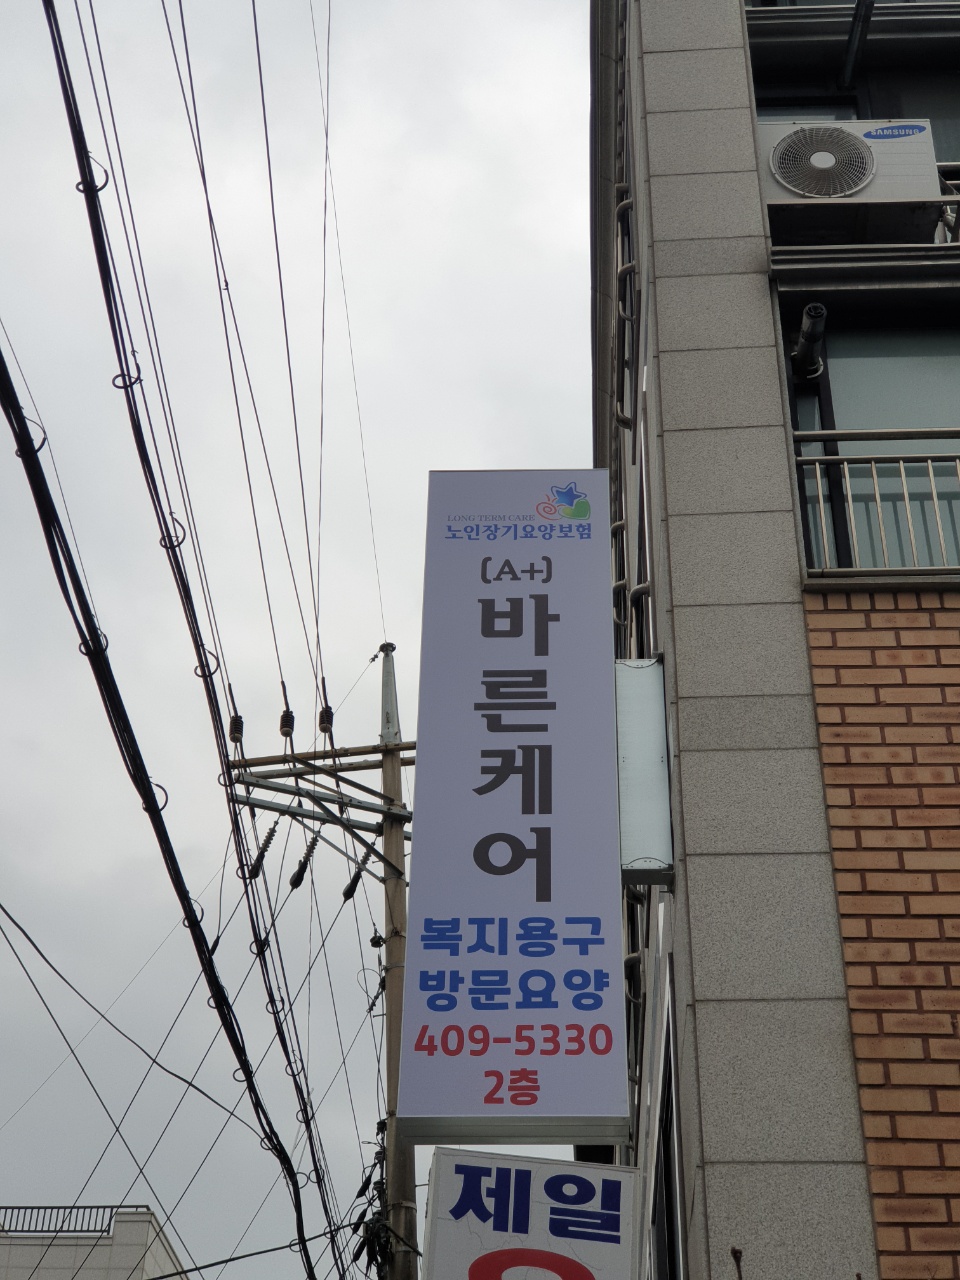 SAMSUNG
LONG TERM CARE
노인장기요양보험
(A+)
바른케어
복지용구
방문요양
409-5330
2층
제일